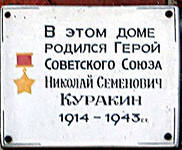 В ЭТОМ ДОМЕ
РОДИЛСЯ ГЕРОЙ
СОВЕТСКОГО СОЮЗА
НИКОЛАЙ СЕМЕНОВИЧ
КУРАКИН
1914-1943гг.